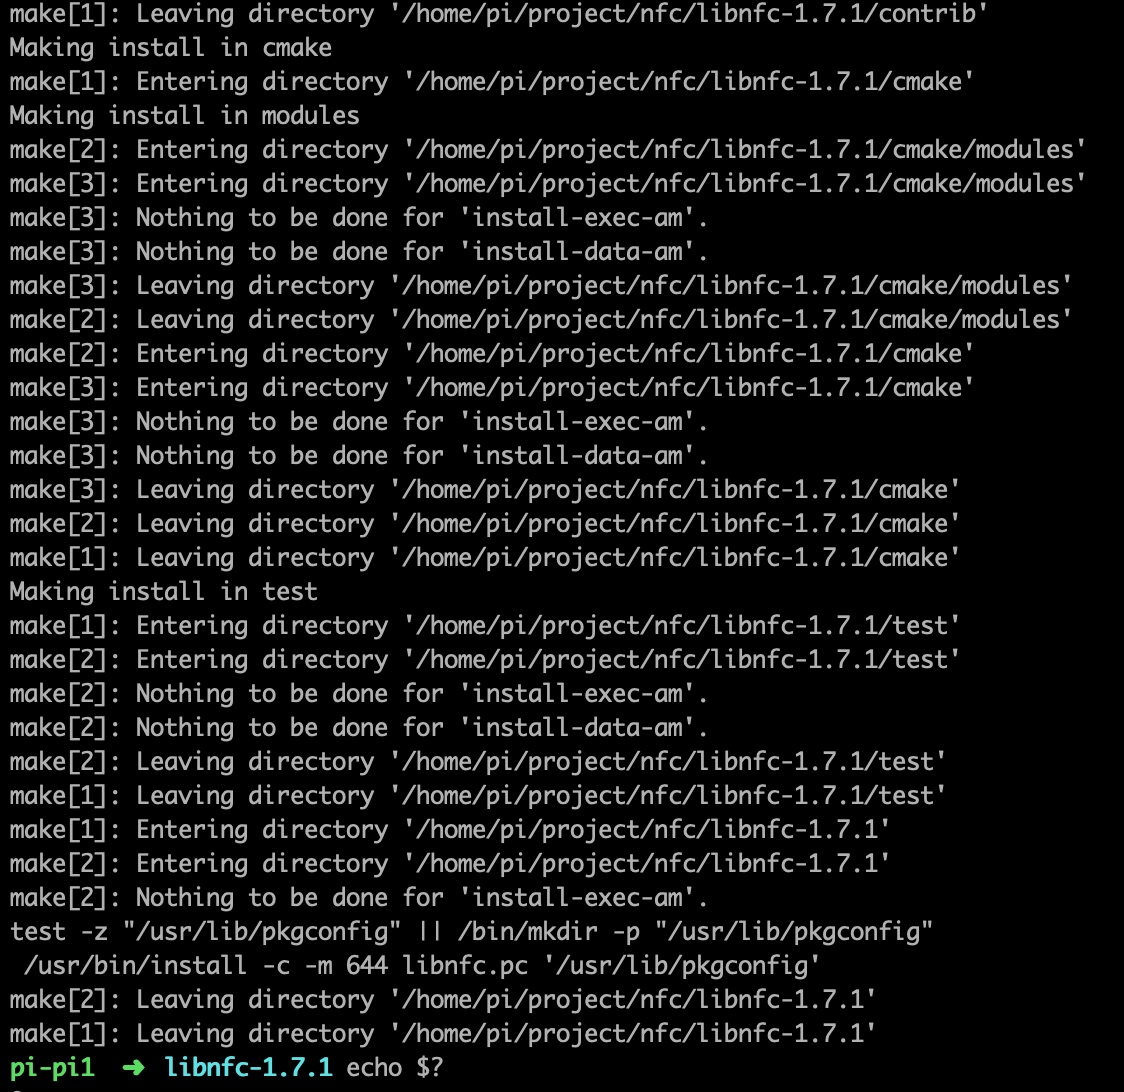 make[1]: Leaving directory '/home/pi/project/nfc/libnfc-1.7.1/contrib'
Making install in cmake
make[1]: Entering directory '/home/pi/project/nfc/libnfc-1.7.1/cmake'
Making install in modules
make[2]: Entering directory '/home/pi/project/nfc/libnfc-1.7.1/cmake/modules'
make[3]: Entering directory '/home/pi/project/nfc/libnfc-1.7.1/cmake/modules'
make[3]: Nothing to be done for 'install-exec-am'.
make[3]: Nothing to be done for 'install-data-am'.
make[3]: Leaving directory '/home/pi/project/nfc/libnfc-1.7.1/cmake/modules'
make[2]: Leaving directory '/home/pi/project/nfc/libnfc-1.7.1/cmake/modules'
make[2]: Entering directory '/home/pi/project/nfc/libnfc-1.7.1/cmake'
make[3]: Entering directory '/home/pi/project/nfc/libnfc-1.7.1/cmake'
make[3]: Nothing to be done for 'install-exec-am'.
make[3]: Nothing to be done for 'install-data-am'.
make[3]: Leaving directory '/home/pi/project/nfc/libnfc-1.7.1/cmake'
make[2]: Leaving directory '/home/pi/project/nfc/libnfc-1.7.1/cmake'
make[1]: Leaving directory '/home/pi/project/nfc/libnfc-1.7.1/cmake'
Making install in test
make[1]: Entering directory '/home/pi/project/nfc/libnfc-1.7.1/test'
make[2]: Entering directory '/home/pi/project/nfc/libnfc-1.7.1/test'
make[2]: Nothing to be done for 'install-exec-am'.
make[2]: Nothing to be done for 'install-data-am'.
make[2]: Leaving directory '/home/pi/project/nfc/libnfc-1.7.1/test'
make[1]: Leaving directory '/home/pi/project/nfc/libnfc-1.7.1/test'
make[1]: Entering directory '/home/pi/project/nfc/libnfc-1.7.1'
make[2]: Entering directory '/home/pi/project/nfc/libnfc-1.7.1'
make[2]: Nothing to be done for 'install-exec-am'.
test -z "/usr/lib/pkgconfig" || /bin/mkdir -p "/usr/lib/pkgconfig"
 /usr/bin/install -c -m 644 libnfc.pc '/usr/lib/pkgconfig'
make[2]: Leaving directory '/home/pi/project/nfc/libnfc-1.7.1'
make[1]: Leaving directory '/home/pi/project/nfc/libnfc-1.7.1'
pi-pi1 ➜ libnfc-1.7.1 echo $?